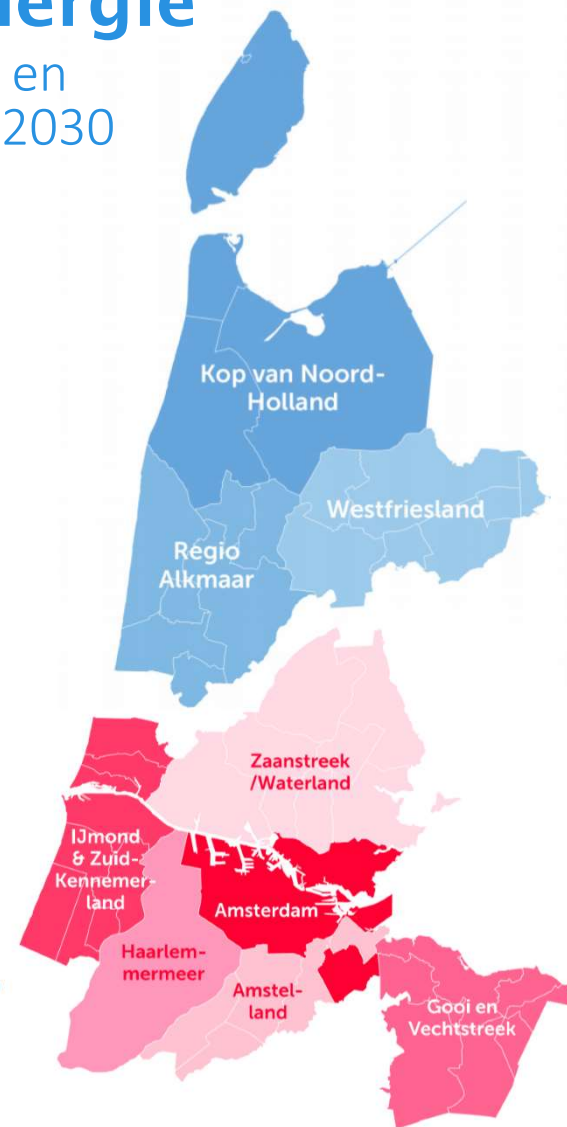 en
2030
Kop van Noord-
Holland
Westfriesland
Regio
Alkmaar
Zaanstreek
/Waterland
IJmond
& Zuid-
Kennemer-
land
Amsterdam
Haarlem-
mermeer
Amstel-
land
Gooi en
Vechtstreek